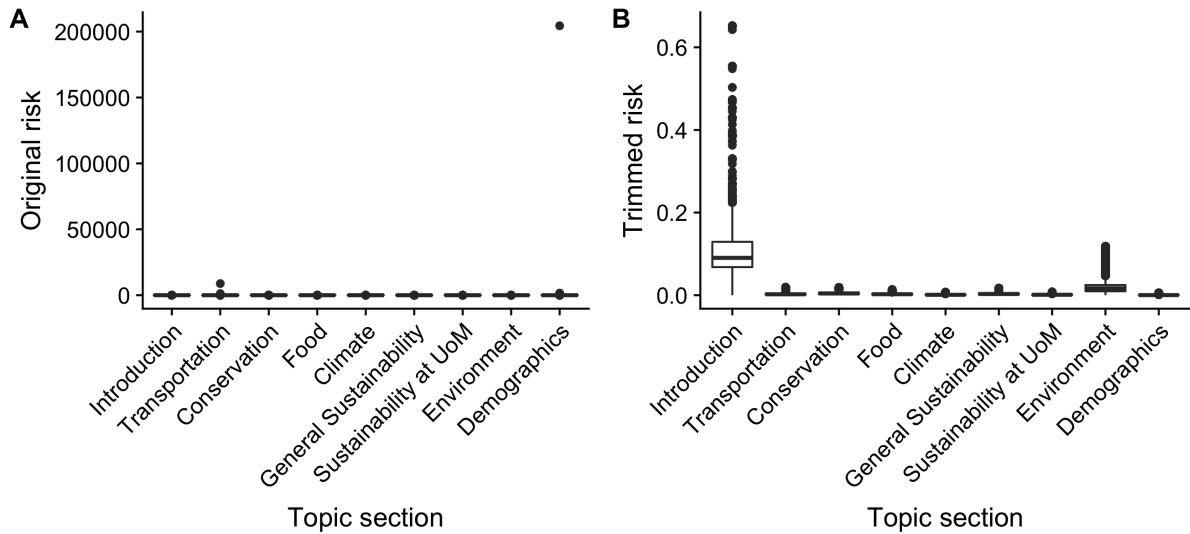 A
Original risk
200000
150000
100000
50000
0
Introduction
Transportation
Conservation
Food
Climate
General Sustainability
Sustainability at UoM
Environment
Demographics
Topic section
B
Trimmed risk
0.6
0.4
0.2
0.0
Introduction
Transportation
Conservation
Food
Climate
General Sustainability
Sustainability at UoM
Environment
Demographics
Topic section